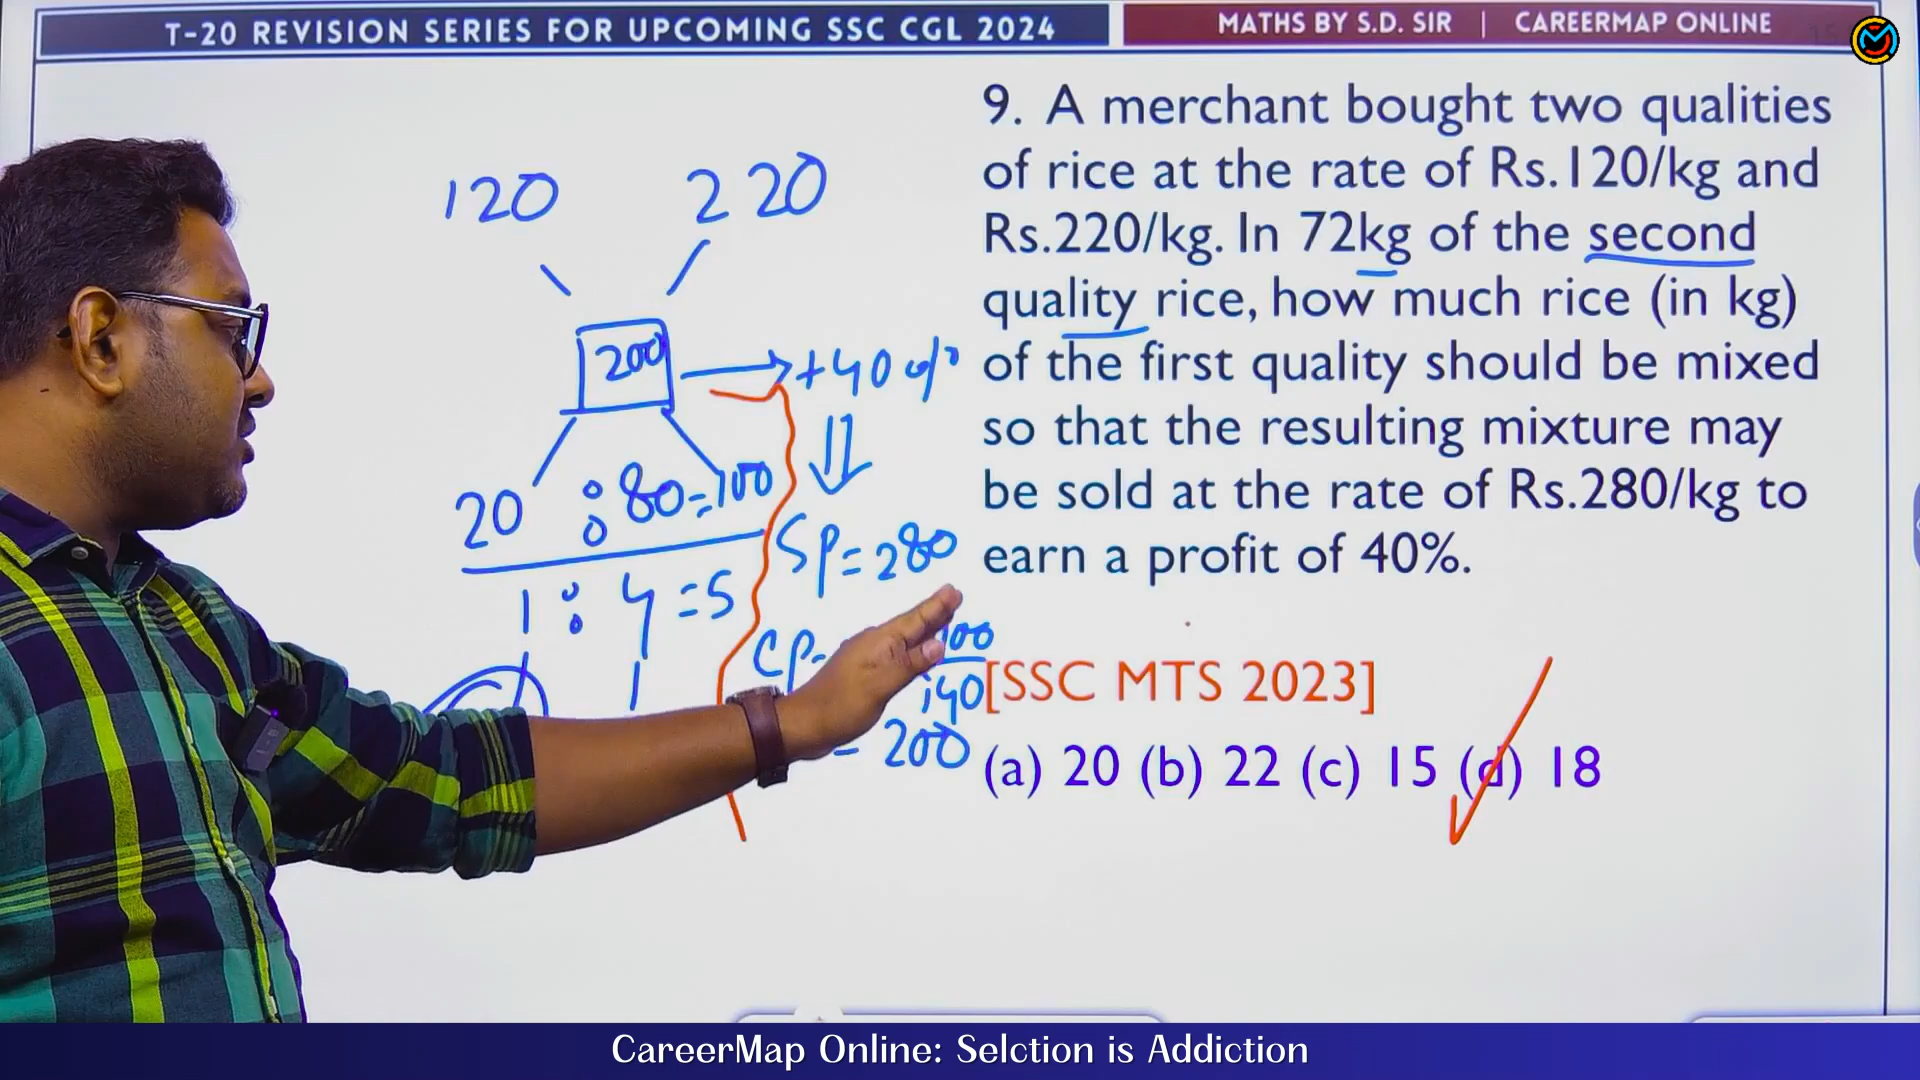 T-20 REVISION SERIES FOR UPCOMING SSC CGL 2024
MATHS BY S.D. SIR | CAREERMAP ONLINE
9. A merchant bought two qualities
of rice at the rate of Rs.120/kg and
Rs.220/kg. In 72kg of the second
quality rice, how much rice (in kg)
of the first quality should be mixed
so that the resulting mixture may
be sold at the rate of Rs.280/kg to
earn a profit of 40%.
[SSC MTS 2023]
(a) 20 (b) 22 (c) 15 (d) 18
120 220
200 +40%
20 : 80 = 100
SP = 280
1 : 4 = 5
CP =
100
140
= 200
CareerMap Online: Selction is Addiction